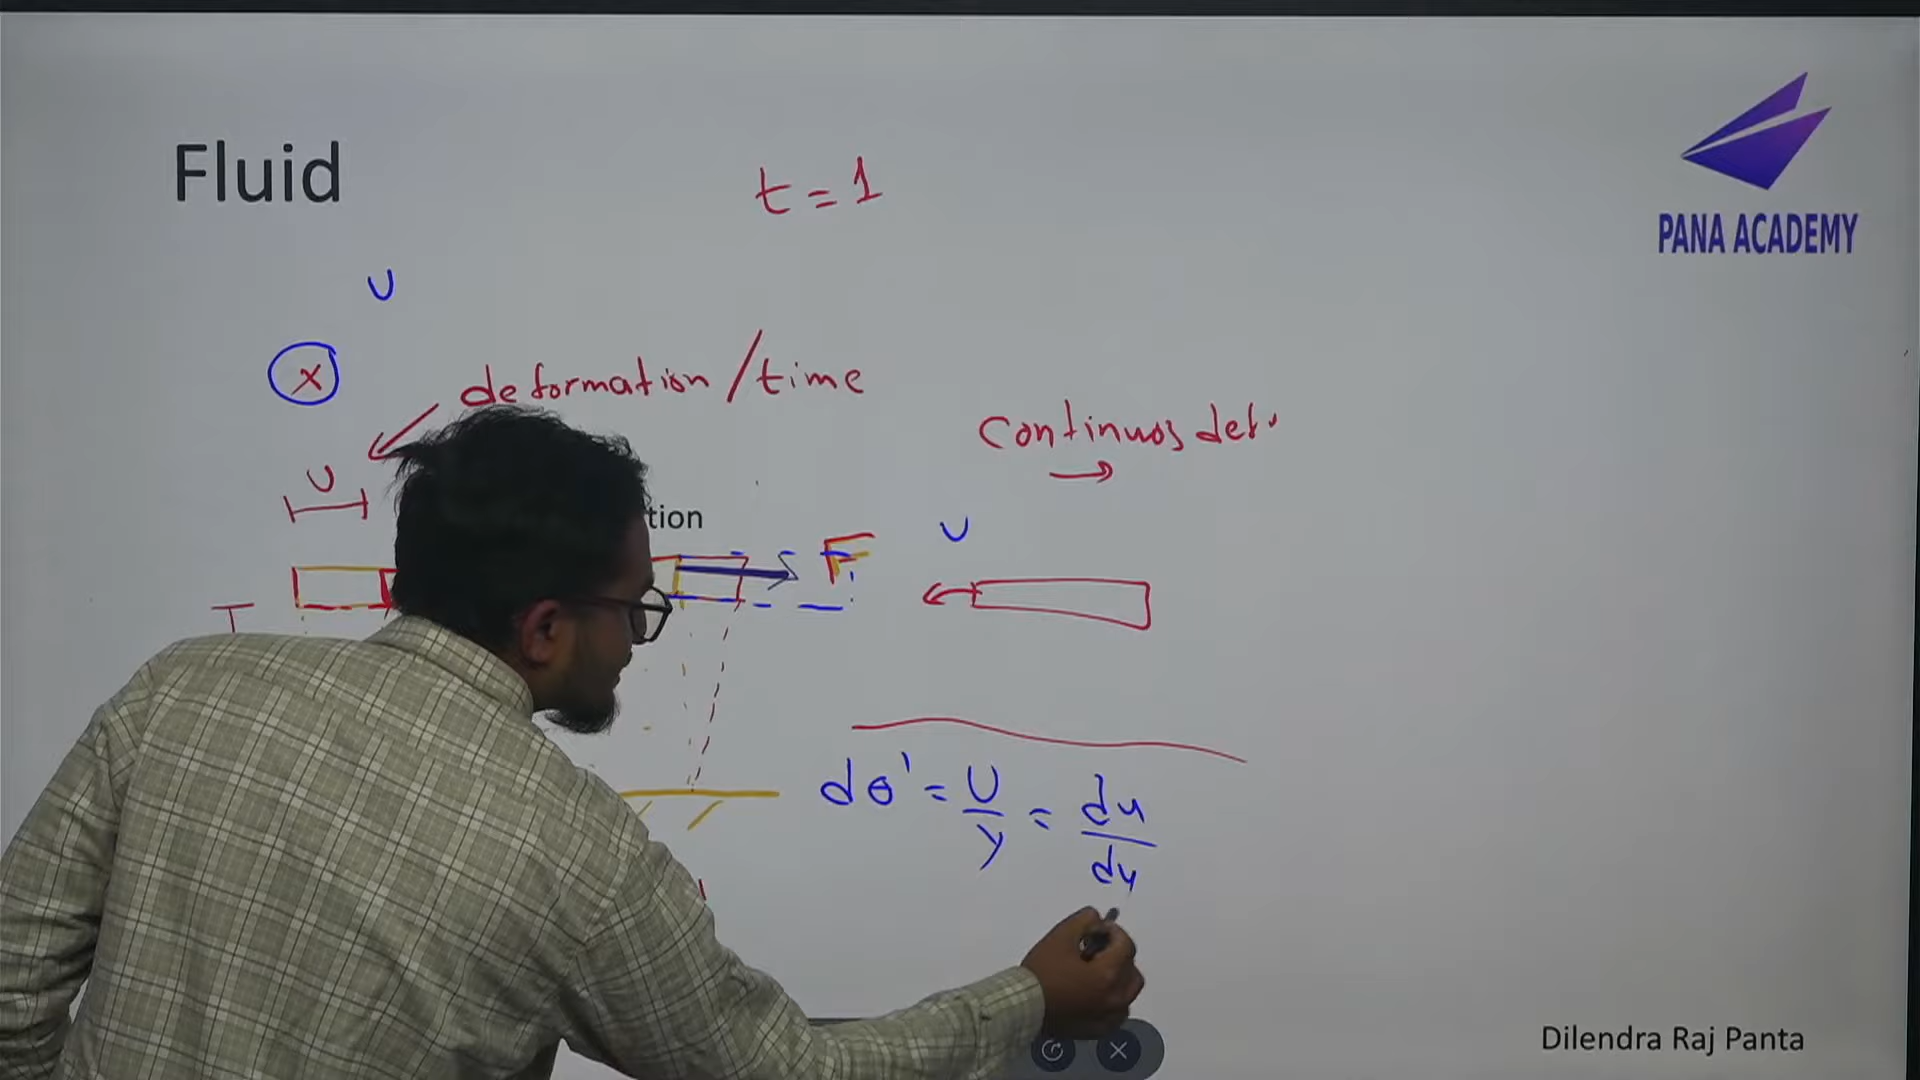 Fluid
t = 1
PANA ACADEMY
U
x
deformation / time
Continuos def.
U
tion
F
U
dθ' = U/y = du/dy
Dilendra Raj Panta